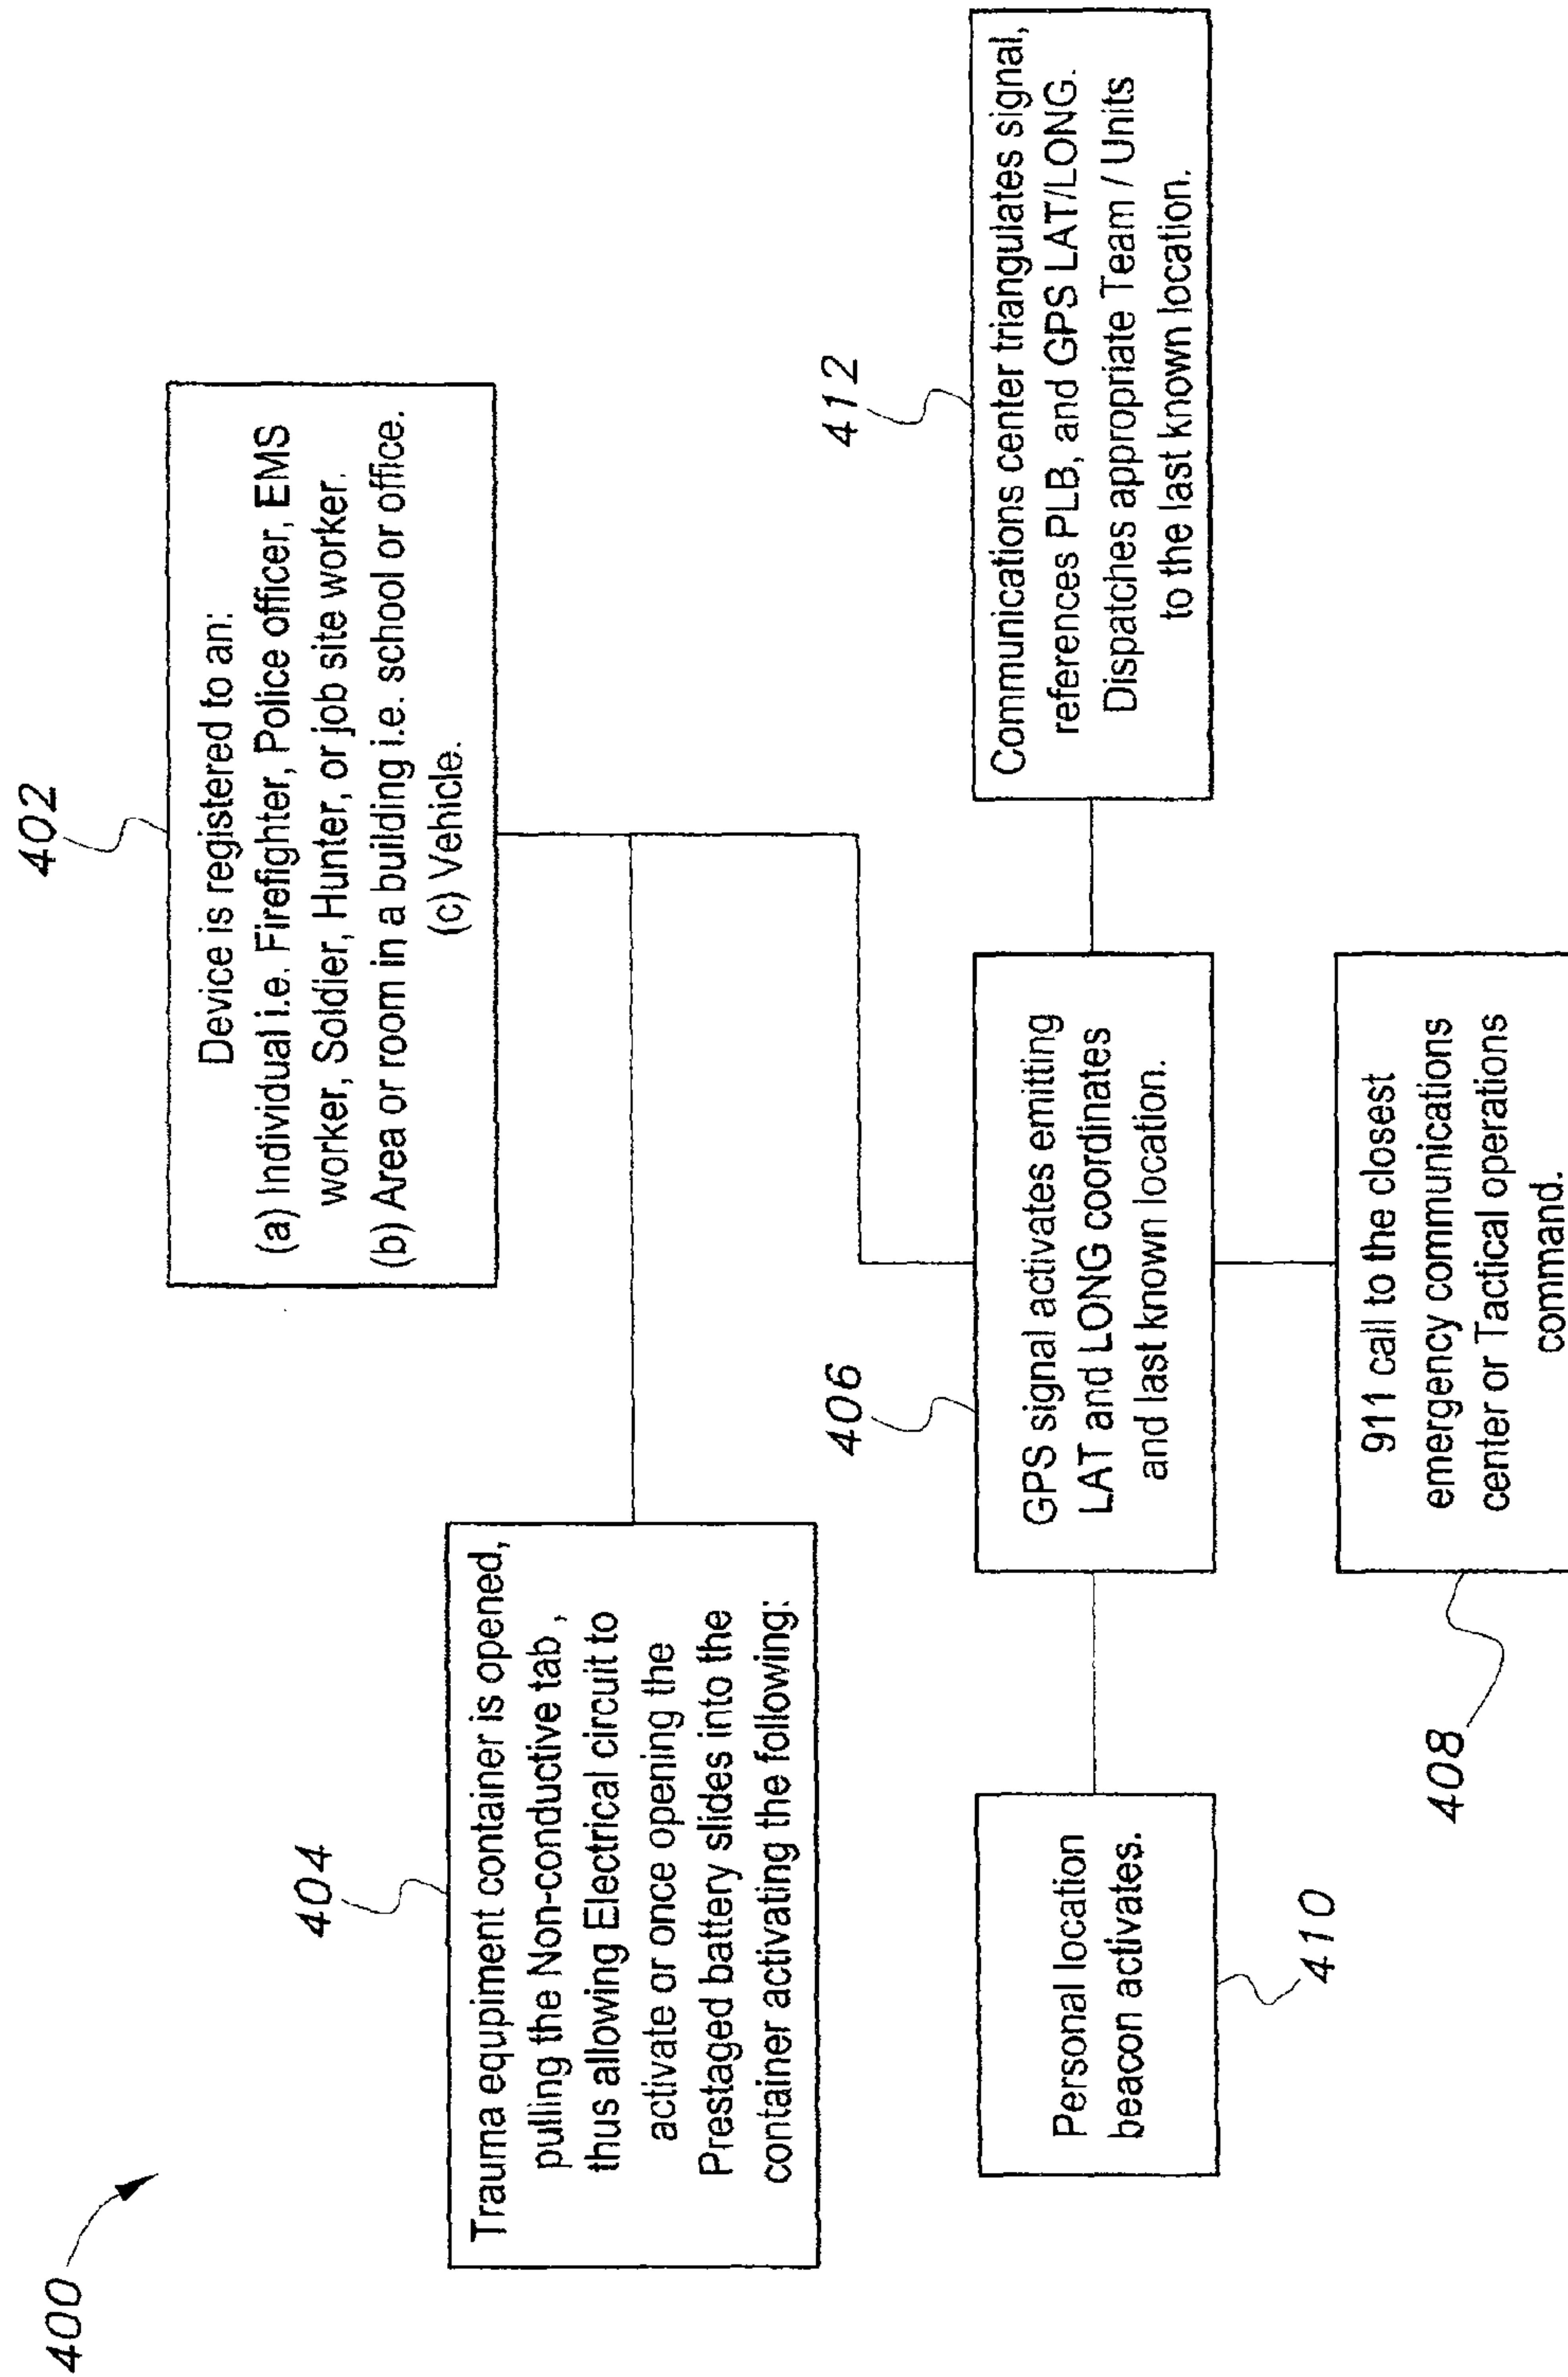 400
402
Device is registered to an:
(a) Individual i.e. Firefighter, Police officer, EMS
worker, Soldier, Hunter, or job site worker.
(b) Area or room in a building i.e. school or office.
(c) Vehicle.
404
Trauma equpiment container is opened,
pulling the Non-conductive tab ,
thus allowing Electrical circuit to
activate or once opening the
Prestaged battery slides into the
container activating the following:
406
GPS signal activates emitting
LAT and LONG coordinates
and last known location.
412
Communications center triangulates signal,
references PLB, and GPS LAT/LONG.
Dispatches appropriate Team / Units
to the last known location.
Personal location
beacon activates.
410
408
911 call to the closest
emergency communications
center or Tactical operations
command.